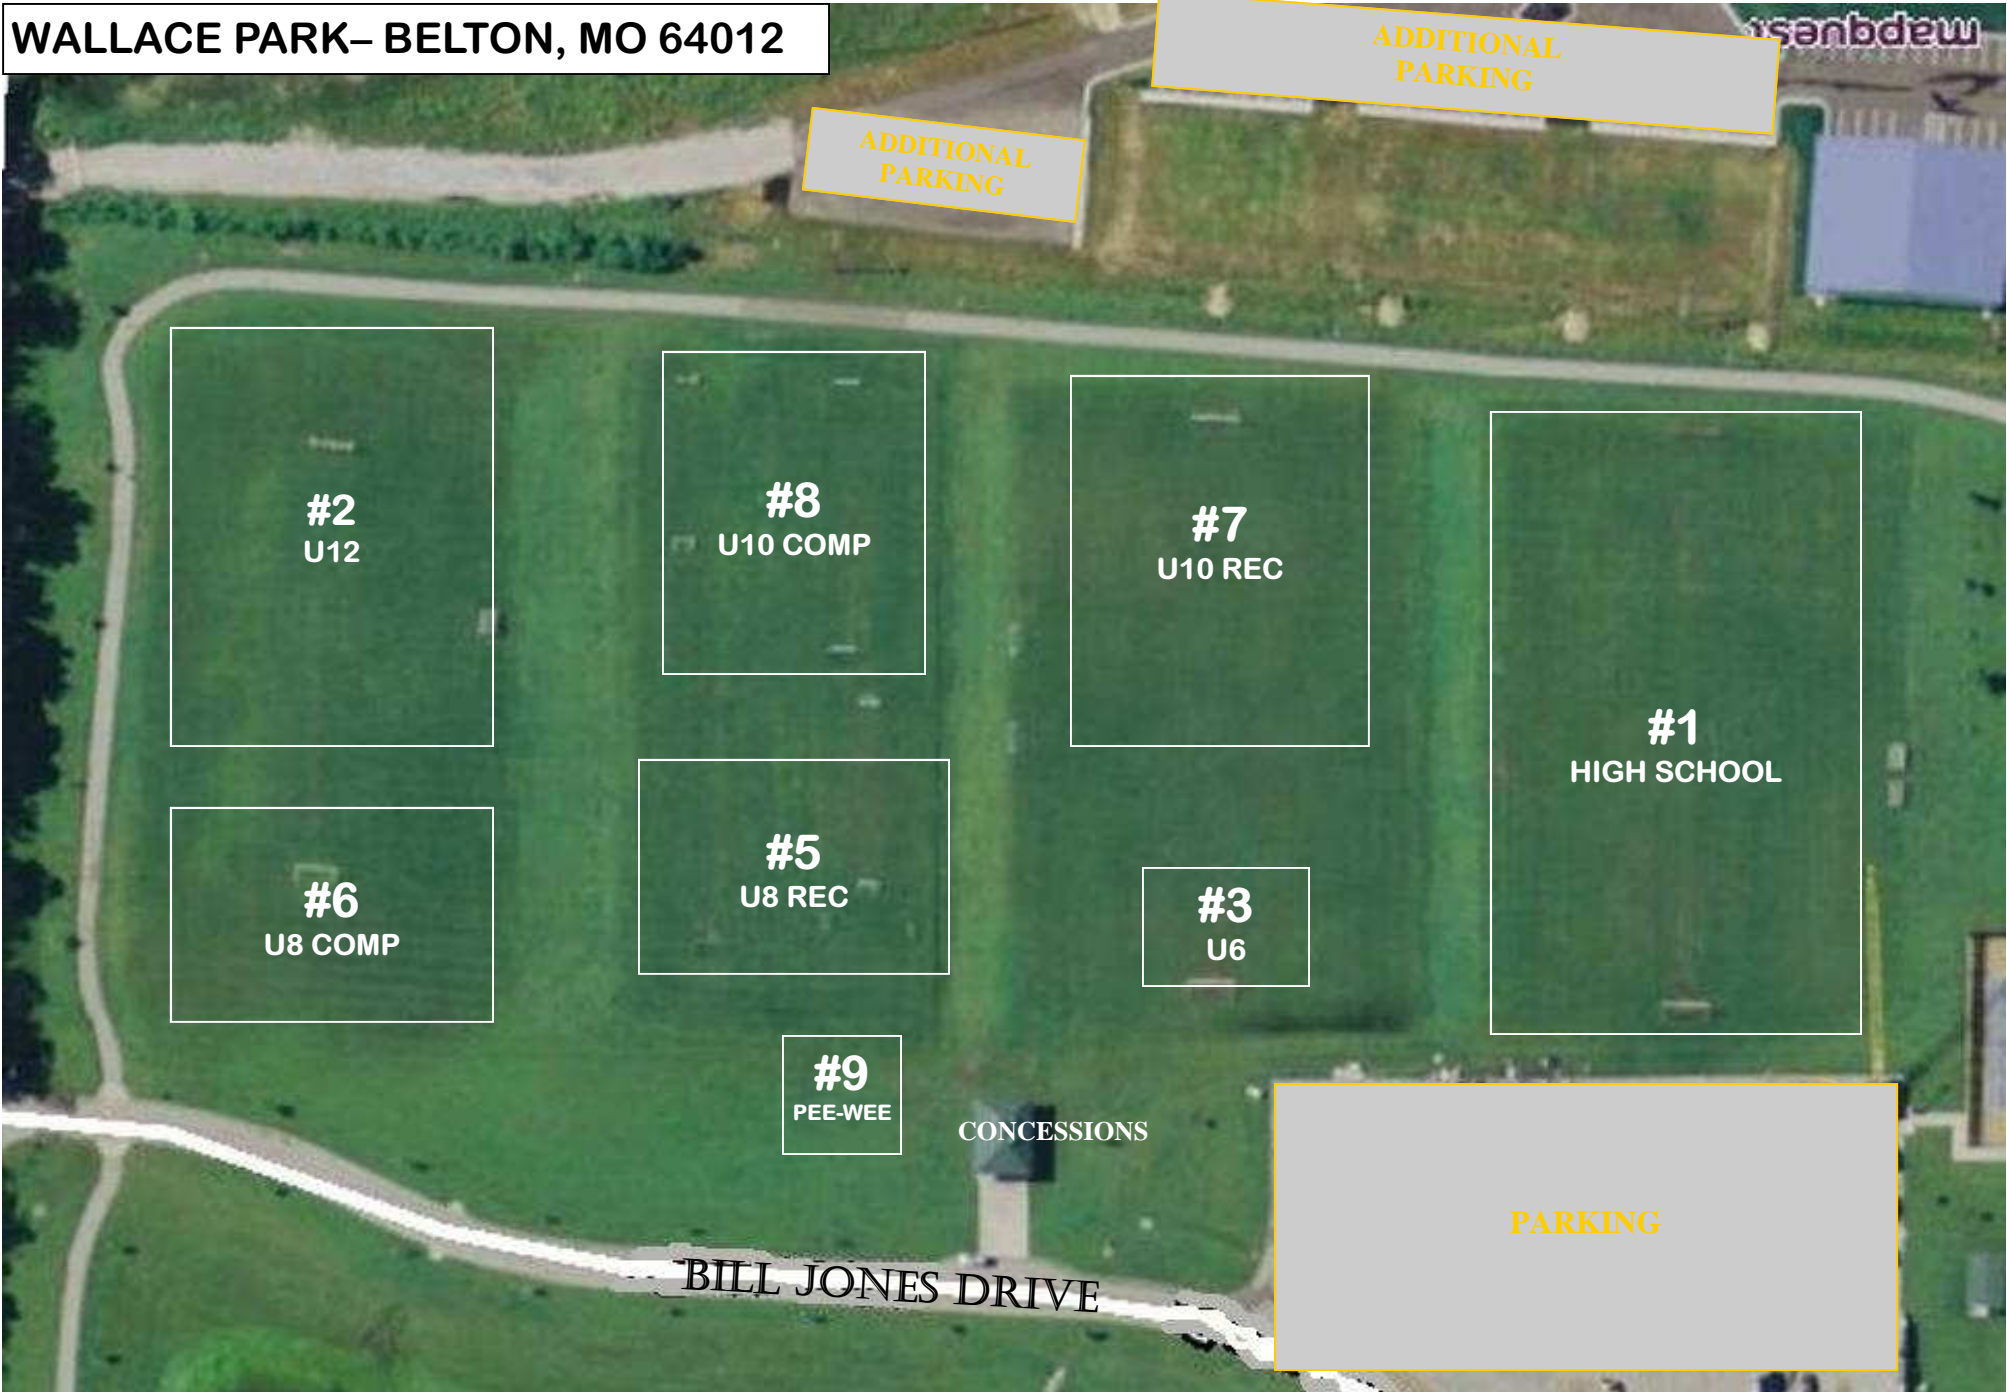 WALLACE PARK– BELTON, MO 64012
mapquest
ADDITIONAL
PARKING
ADDITIONAL
PARKING
#2
U12
#8
U10 COMP
#7
U10 REC
#1
HIGH SCHOOL
#6
U8 COMP
#5
U8 REC
#3
U6
#9
PEE-WEE
CONCESSIONS
PARKING
BILL JONES DRIVE